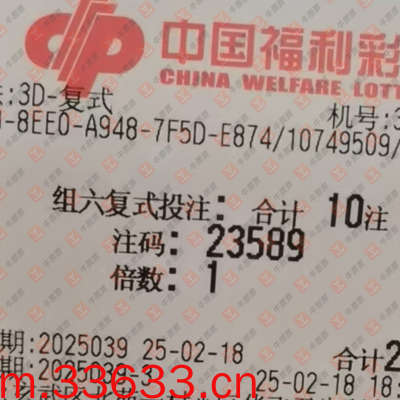 中国福利彩
CHINA WELFARE LOTT
:3D-复式
机号:3
-8EE0-A948-7F5D-E874/10749509/
组六复式投注: 合计 10注
注码: 23589
倍数: 1
期:2025039 25-02-18
合计2
:2025039-3
25-02-18 18:
m.33633.cn